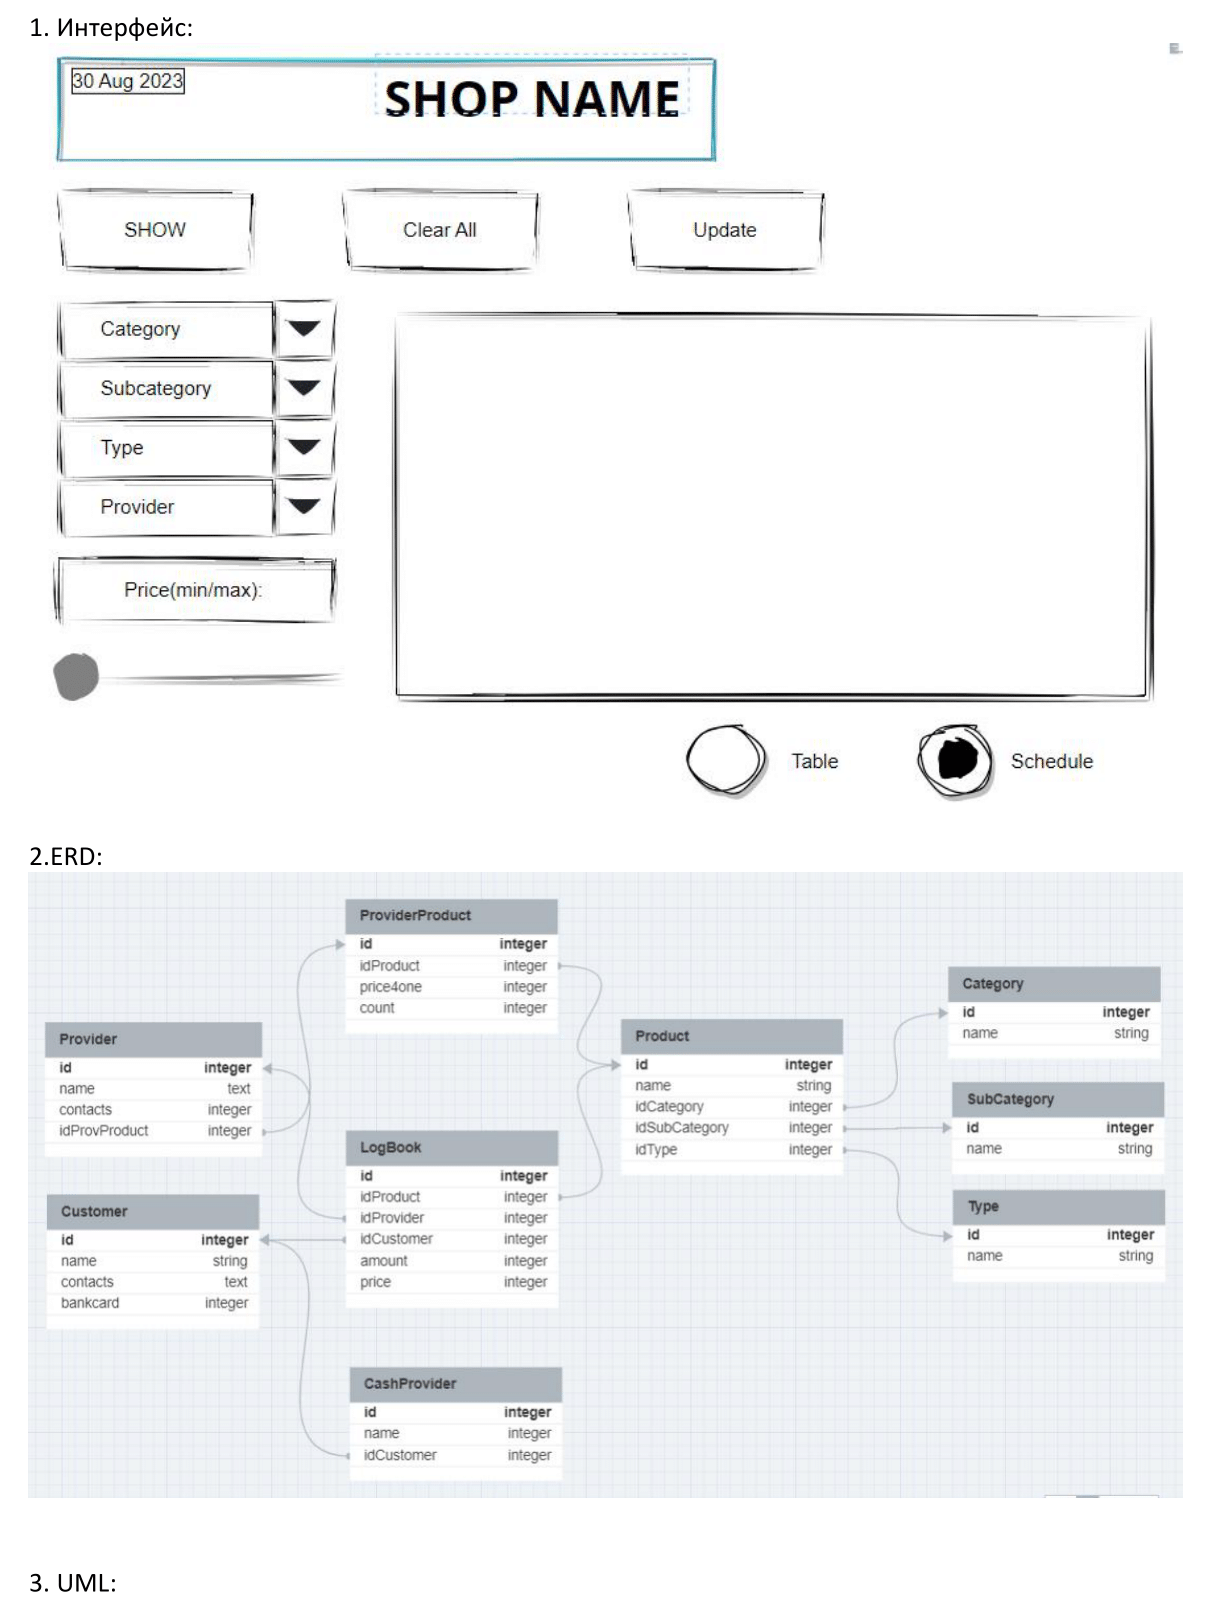 1. Интерфейс:
30 Aug 2023
SHOP NAME
SHOW
Clear All
Update
Category
Subcategory
Type
Provider
Price(min/max):
Table
Schedule
2.ERD:
ProviderProduct
id integer
idProduct integer
price4one integer
count integer
Provider
id integer
name text
contacts integer
idProvProduct integer
LogBook
id integer
idProduct integer
idProvider integer
idCustomer integer
amount integer
price integer
Customer
id integer
name string
contacts text
bankcard integer
CashProvider
id integer
name integer
idCustomer integer
Product
id integer
name string
idCategory integer
idSubCategory integer
idType integer
Category
id integer
name string
SubCategory
id integer
name string
Type
id integer
name string
3. UML: